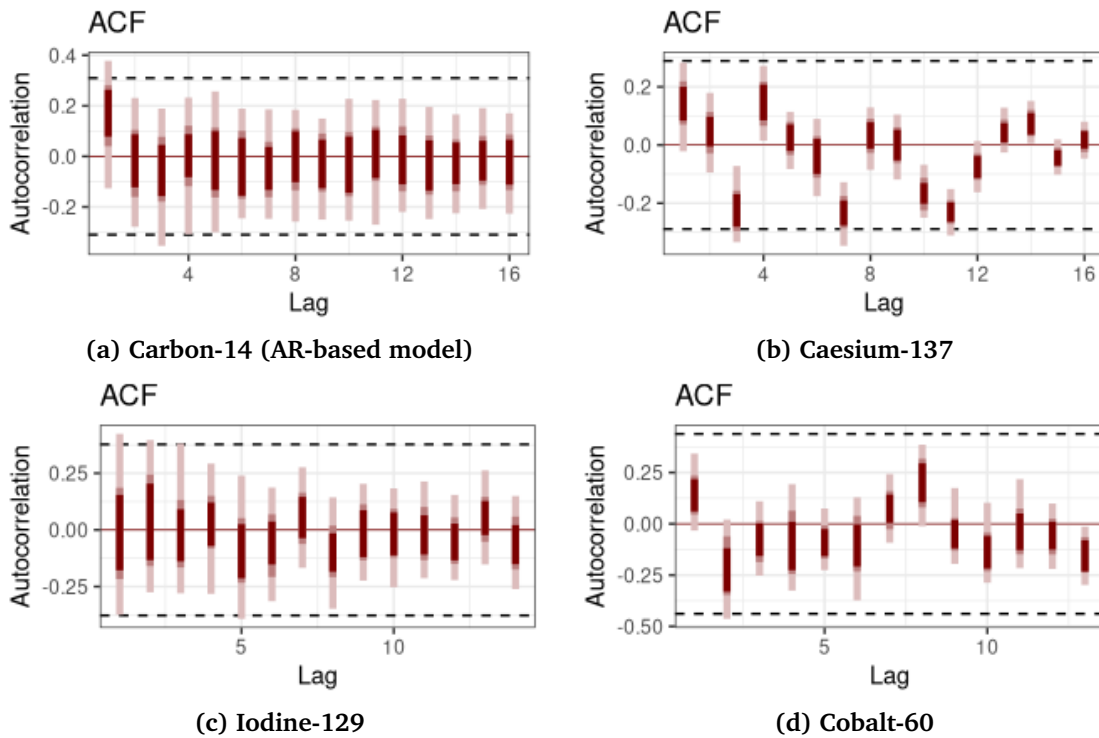 ACF
Autocorrelation
0.4
0.2
0.0
-0.2
4 8 12 16
Lag
(a) Carbon-14 (AR-based model)
ACF
Autocorrelation
0.2
0.0
-0.2
4 8 12 16
Lag
(b) Caesium-137
ACF
Autocorrelation
0.25
0.00
-0.25
5 10
Lag
(c) Iodine-129
ACF
Autocorrelation
0.25
0.00
-0.25
-0.50
5 10
Lag
(d) Cobalt-60